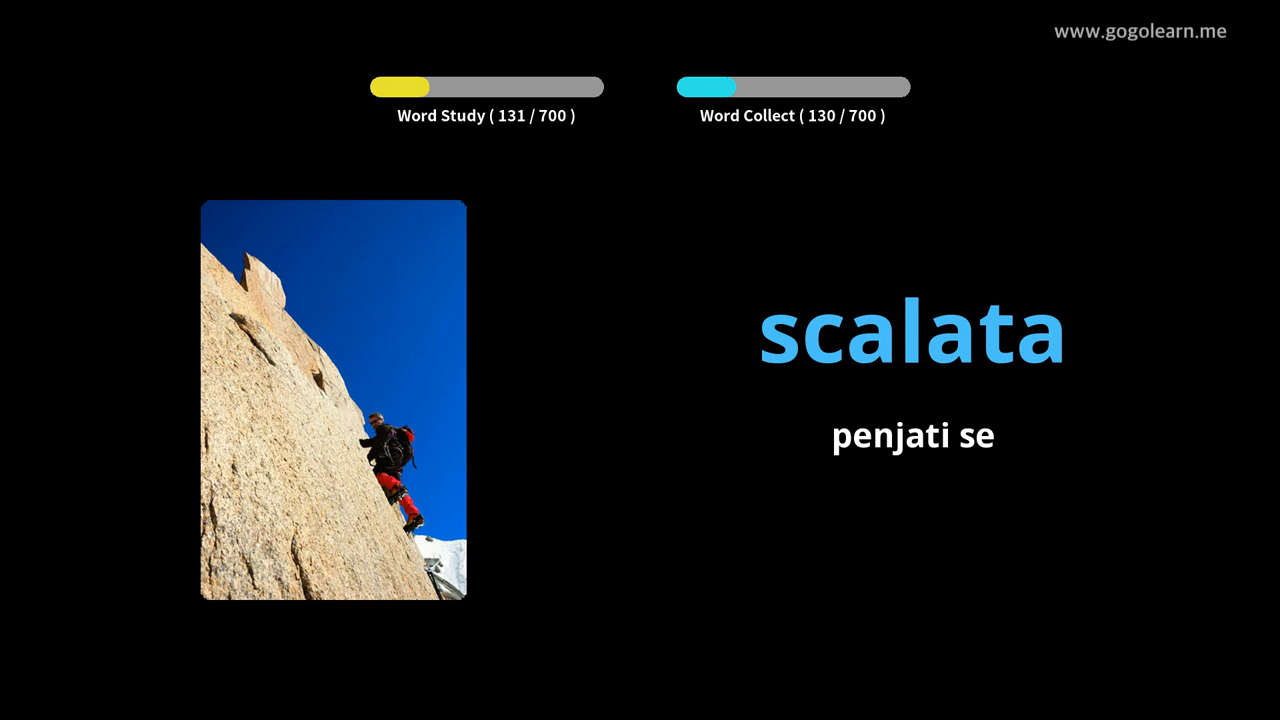 www.gogolearn.me
Word Study ( 131 / 700 )
Word Collect ( 130 / 700 )
scalata
penjati se